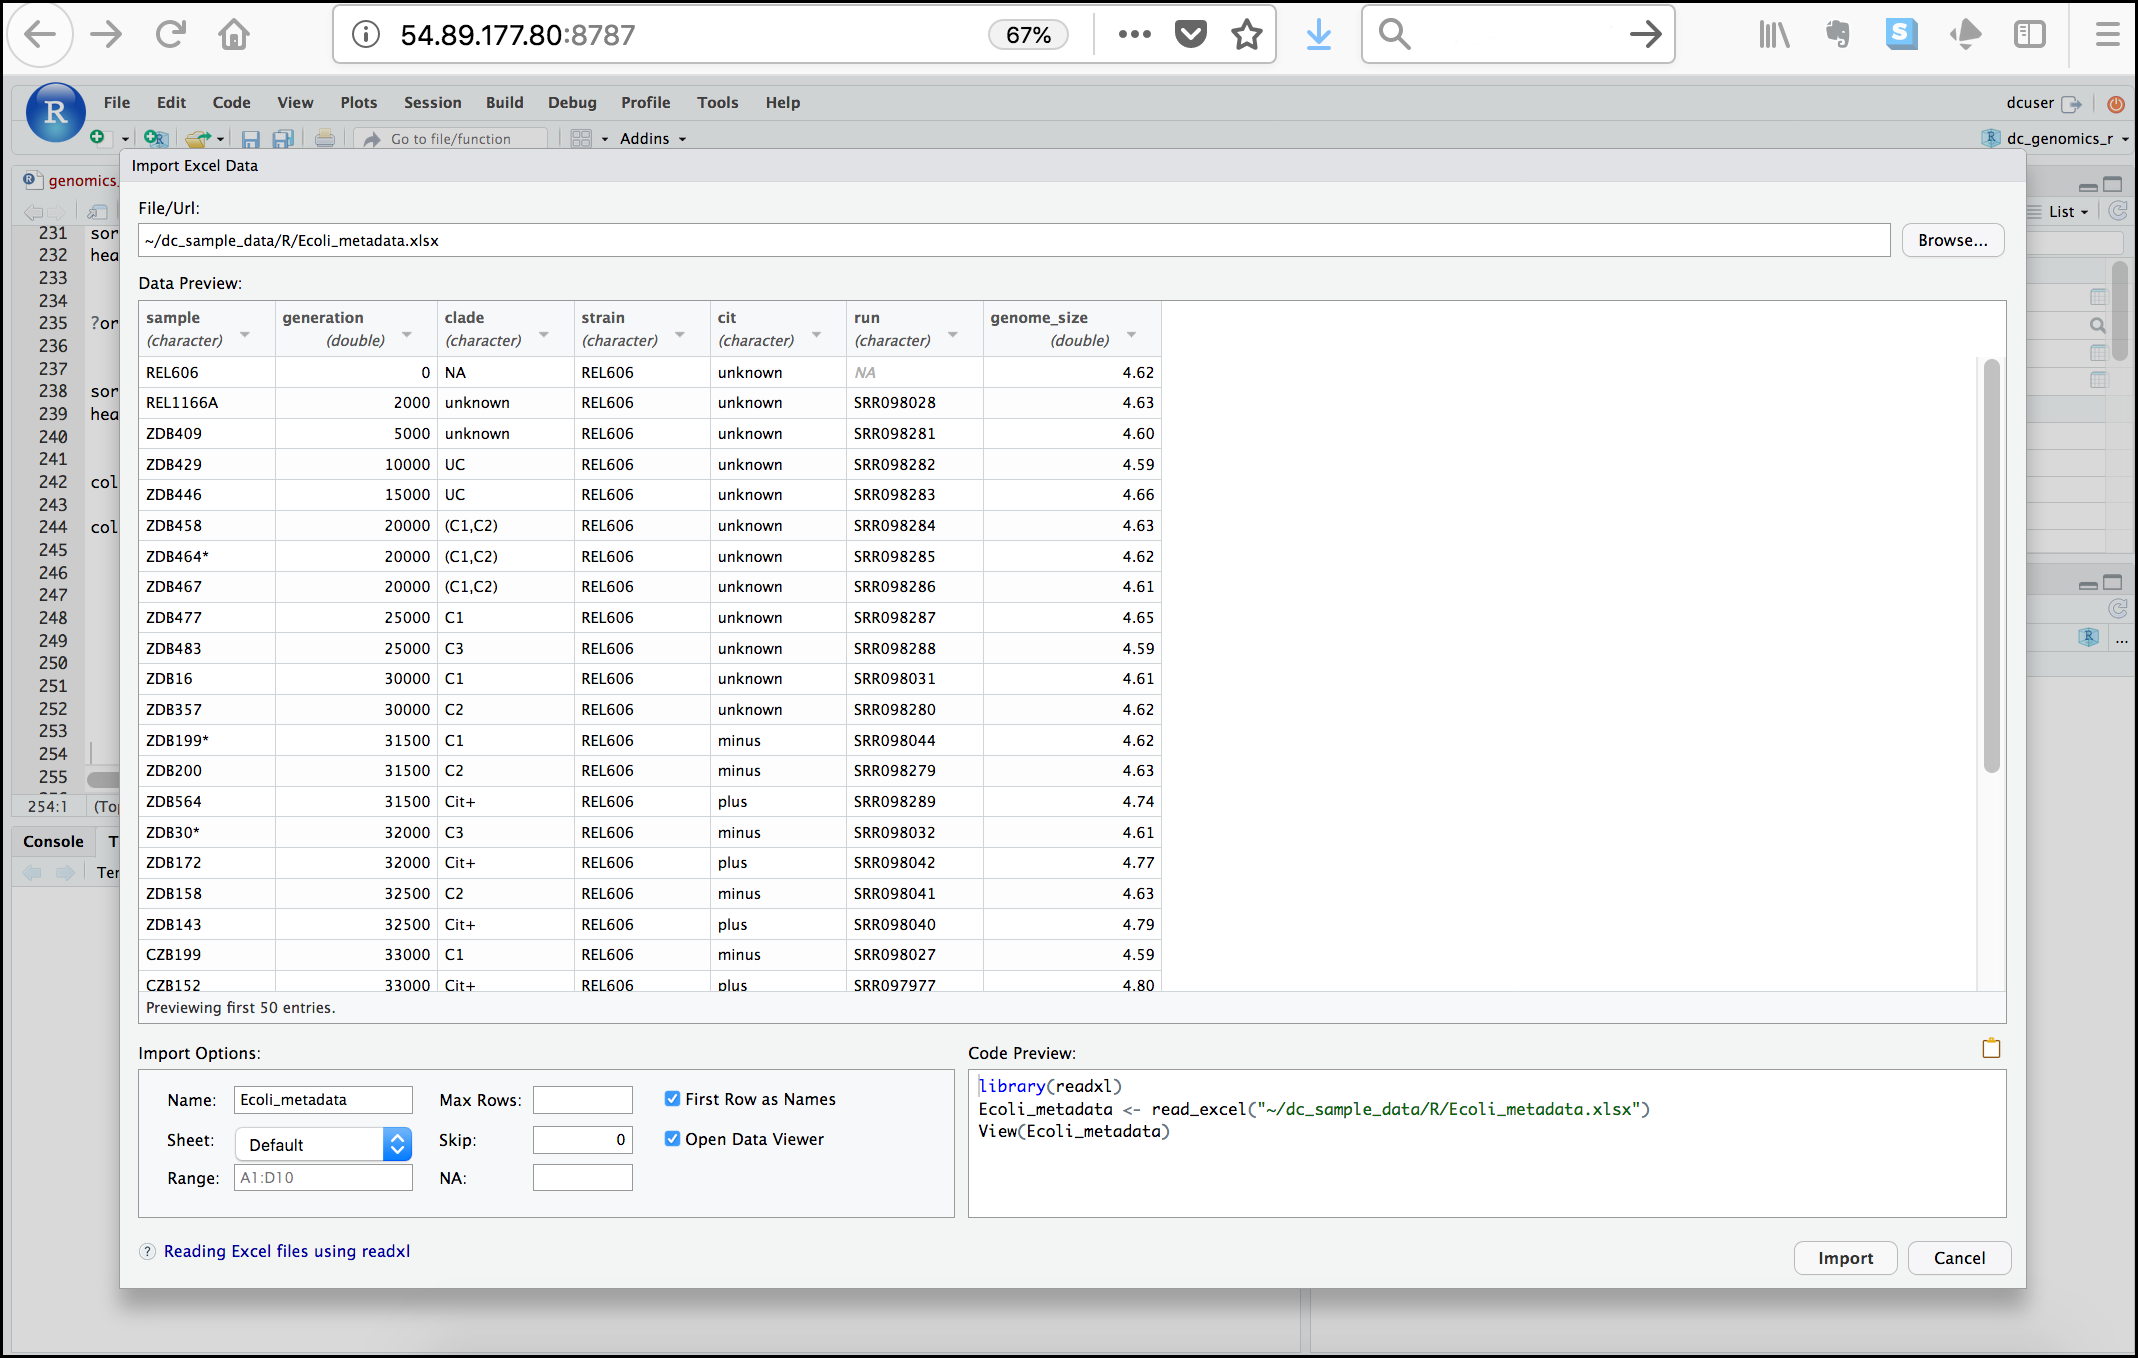 54.89.177.80:8787
67%
S
R
File Edit Code View Plots Session Build Debug Profile Tools Help
dcuser
Go to file/function
Addins
dc_genomics_r
Import Excel Data
genomics_
File/Url:
~/dc_sample_data/R/Ecoli_metadata.xlsx
Browse...
List
Data Preview:
sample (character) generation (double) clade (character) strain (character) cit (character) run (character) genome_size (double)
REL606 0 NA REL606 unknown NA 4.62
REL1166A 2000 unknown REL606 unknown SRR098028 4.63
ZDB409 5000 unknown REL606 unknown SRR098281 4.60
ZDB429 10000 UC REL606 unknown SRR098282 4.59
ZDB446 15000 UC REL606 unknown SRR098283 4.66
ZDB458 20000 (C1,C2) REL606 unknown SRR098284 4.63
ZDB464* 20000 (C1,C2) REL606 unknown SRR098285 4.62
ZDB467 20000 (C1,C2) REL606 unknown SRR098286 4.61
ZDB477 25000 C1 REL606 unknown SRR098287 4.65
ZDB483 25000 C3 REL606 unknown SRR098288 4.59
ZDB16 30000 C1 REL606 unknown SRR098031 4.61
ZDB357 30000 C2 REL606 unknown SRR098280 4.62
ZDB199* 31500 C1 REL606 minus SRR098044 4.62
ZDB200 31500 C2 REL606 minus SRR098279 4.63
ZDB564 31500 Cit+ REL606 plus SRR098289 4.74
ZDB30* 32000 C3 REL606 minus SRR098032 4.61
ZDB172 32000 Cit+ REL606 plus SRR098042 4.77
ZDB158 32500 C2 REL606 minus SRR098041 4.63
ZDB143 32500 Cit+ REL606 plus SRR098040 4.79
CZB199 33000 C1 REL606 minus SRR098027 4.59
CZB152 33000 Cit+ REL606 plus SRR097977 4.80
Previewing first 50 entries.
231 sor
232 hea
233
234
235 ?or
236
237
238 sor
239 hea
240
241
242 col
243
244 col
245
246
247
248
249
250
251
252
253
254
255
254:1 (Top
Console T
Ter
Import Options:
Name: Ecoli_metadata
Max Rows:
First Row as Names
Sheet: Default
Skip: 0
Open Data Viewer
Range: A1:D10
NA:
Code Preview:
library(readxl)
Ecoli_metadata <- read_excel("~/dc_sample_data/R/Ecoli_metadata.xlsx")
View(Ecoli_metadata)
? Reading Excel files using readxl
Import
Cancel